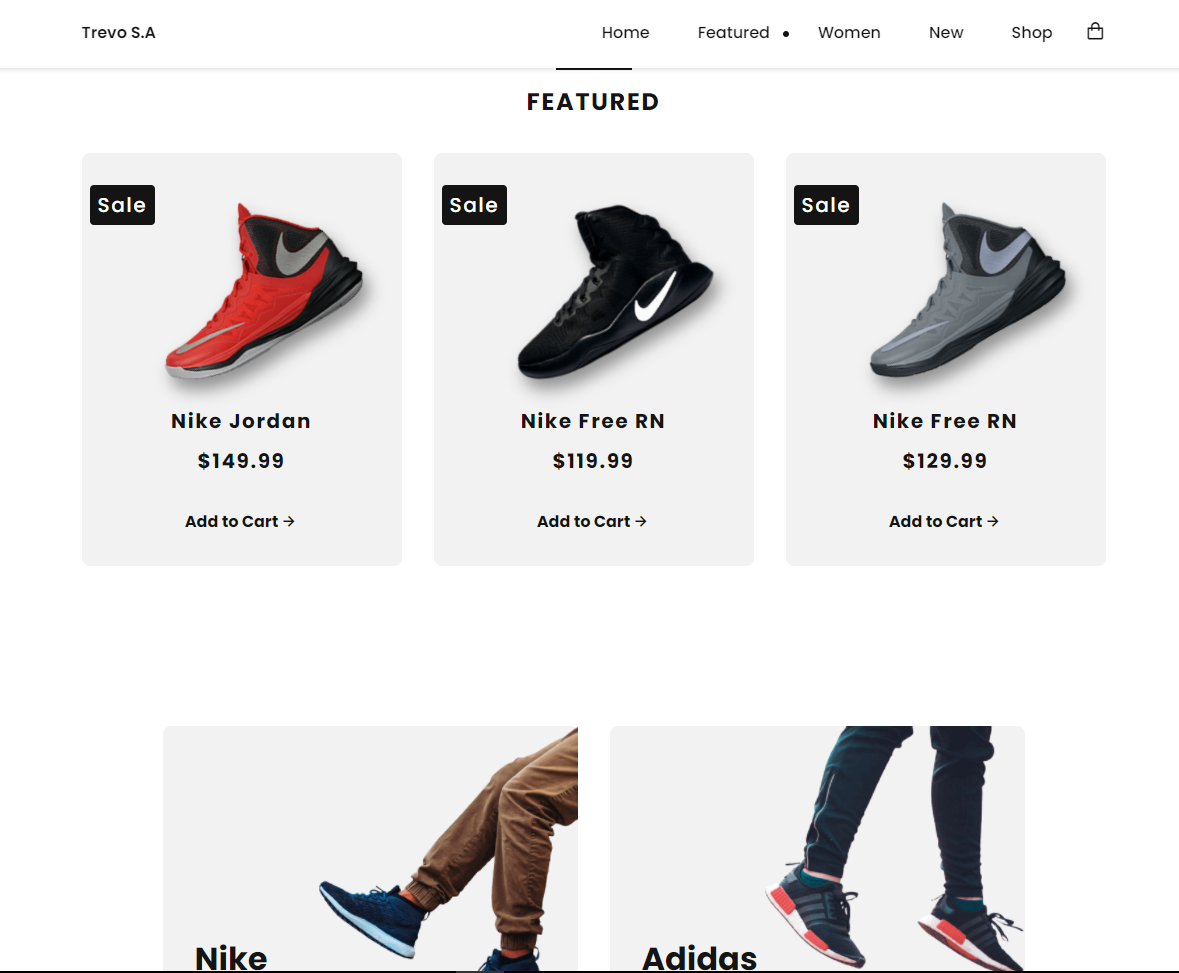 Trevo S.A Home Featured Women New Shop
FEATURED
Sale Sale Sale
Nike Jordan Nike Free RN Nike Free RN
$149.99 $119.99 $129.99
Add to Cart → Add to Cart → Add to Cart →
Nike Adidas